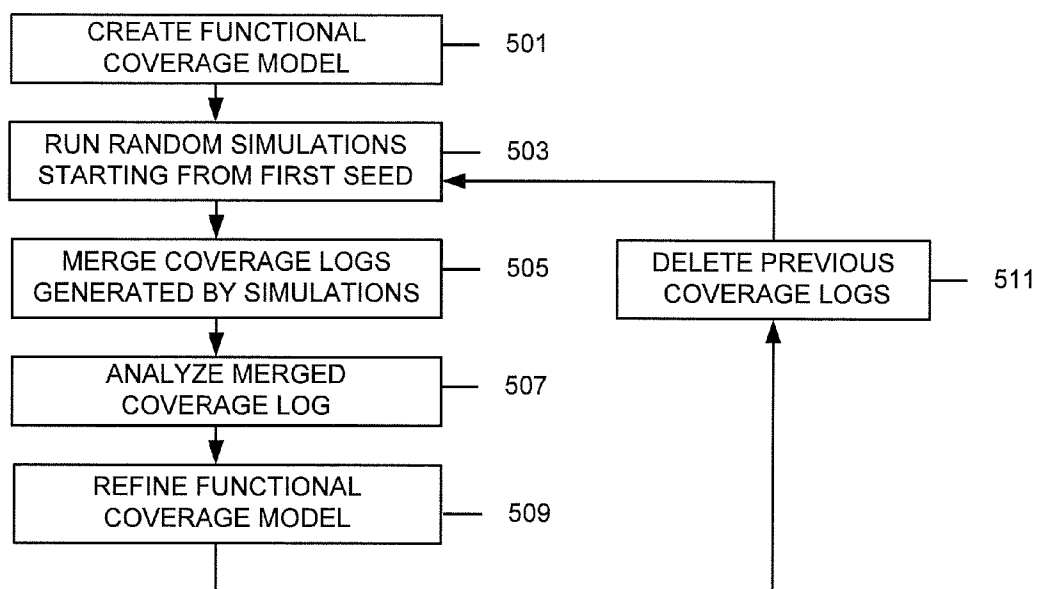 CREATE FUNCTIONAL
COVERAGE MODEL
501
RUN RANDOM SIMULATIONS
STARTING FROM FIRST SEED
503
MERGE COVERAGE LOGS
GENERATED BY SIMULATIONS
505
DELETE PREVIOUS
COVERAGE LOGS
511
ANALYZE MERGED
COVERAGE LOG
507
REFINE FUNCTIONAL
COVERAGE MODEL
509